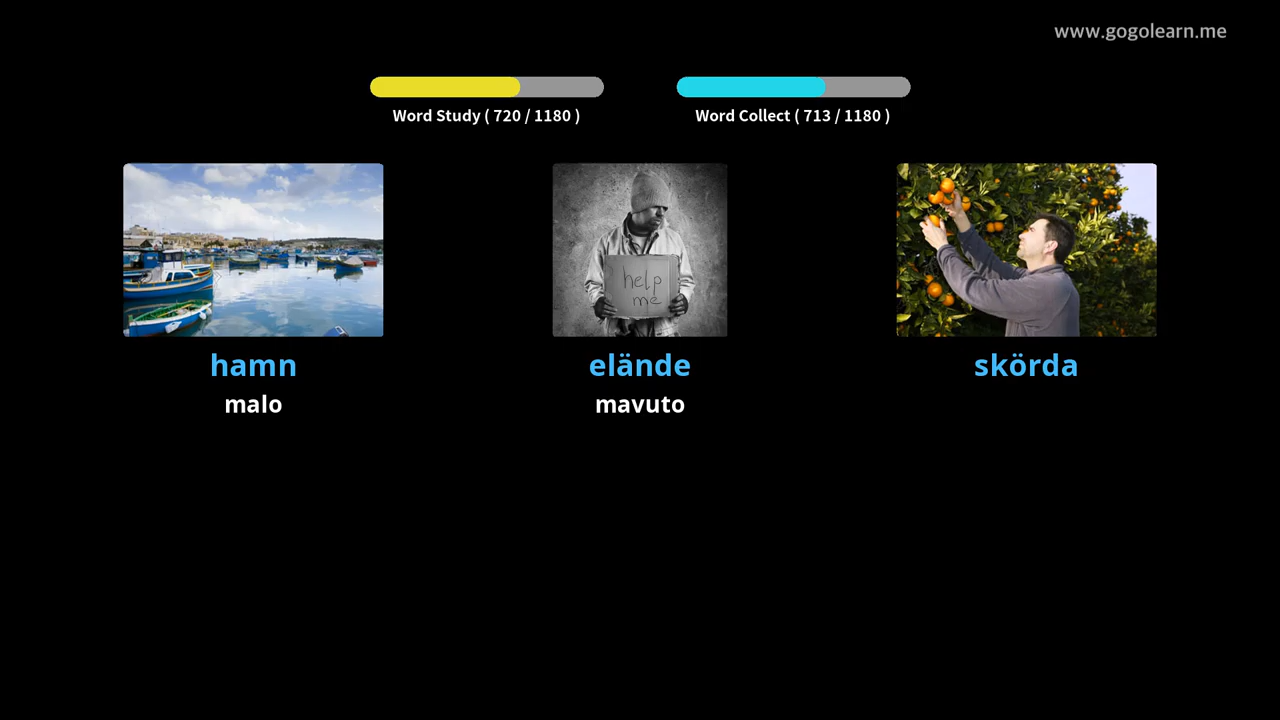 www.gogolearn.me
Word Study ( 720 / 1180 )
Word Collect ( 713 / 1180 )
help
me
hamn
elände
skörda
malo
mavuto